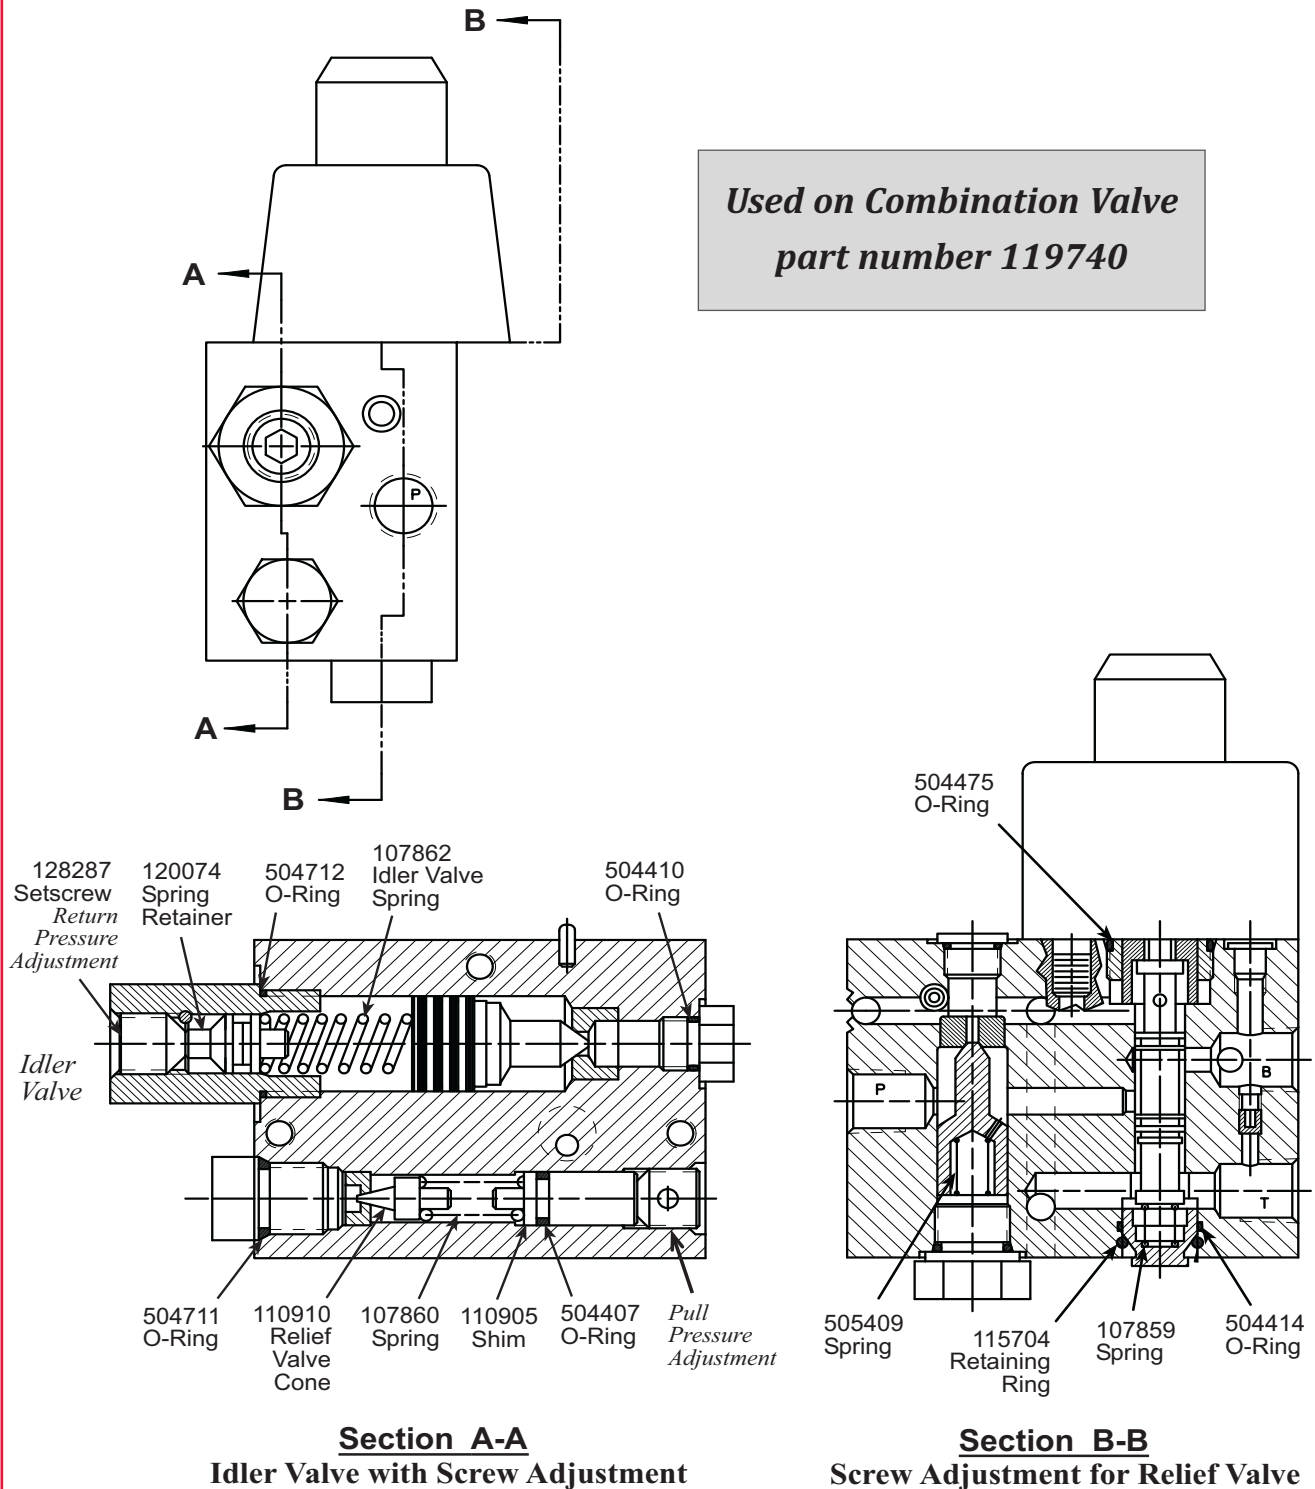 B
Used on Combination Valve
part number 119740
A
P
A
B
504475
O-Ring
128287
Setscrew
Return
Pressure
Adjustment
120074
Spring
Retainer
504712
O-Ring
107862
Idler Valve
Spring
504410
O-Ring
Idler
Valve
P
B
T
504711
O-Ring
110910
Relief
Valve
Cone
107860
Spring
110905
Shim
504407
O-Ring
Pull
Pressure
Adjustment
505409
Spring
115704
Retaining
Ring
107859
Spring
504414
O-Ring
Section A-A
Idler Valve with Screw Adjustment
Section B-B
Screw Adjustment for Relief Valve